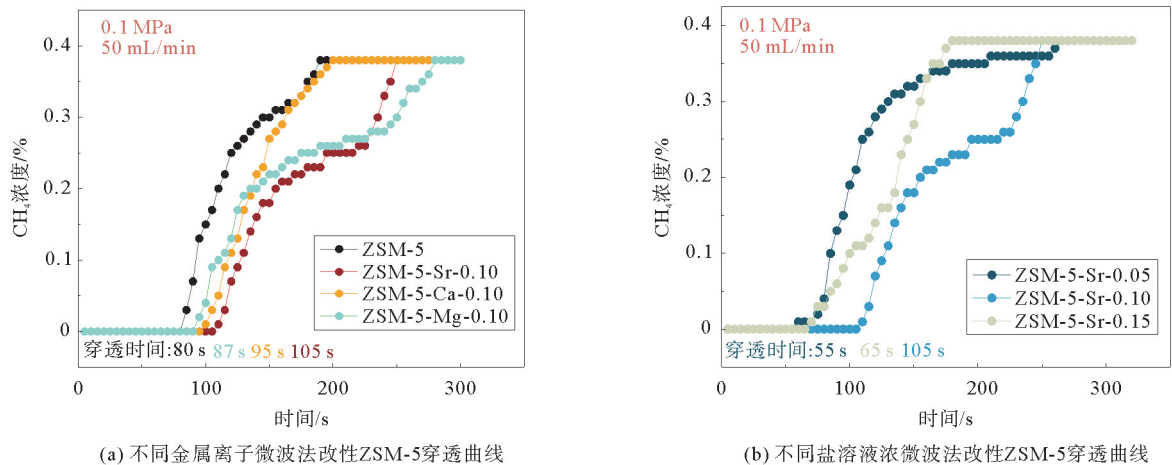 0.1 MPa
50 mL/min
CH₄浓度/%
0.4
0.3
0.2
0.1
0
ZSM-5
ZSM-5-Sr-0.10
ZSM-5-Ca-0.10
ZSM-5-Mg-0.10
穿透时间:80 s 87 s 95 s 105 s
0 100 200 300
时间/s
(a) 不同金属离子微波法改性ZSM-5穿透曲线
0.1 MPa
50 mL/min
CH₄浓度/%
0.4
0.3
0.2
0.1
0
ZSM-5-Sr-0.05
ZSM-5-Sr-0.10
ZSM-5-Sr-0.15
穿透时间:55 s 65 s 105 s
0 100 200 300
时间/s
(b) 不同盐溶液浓微波法改性ZSM-5穿透曲线